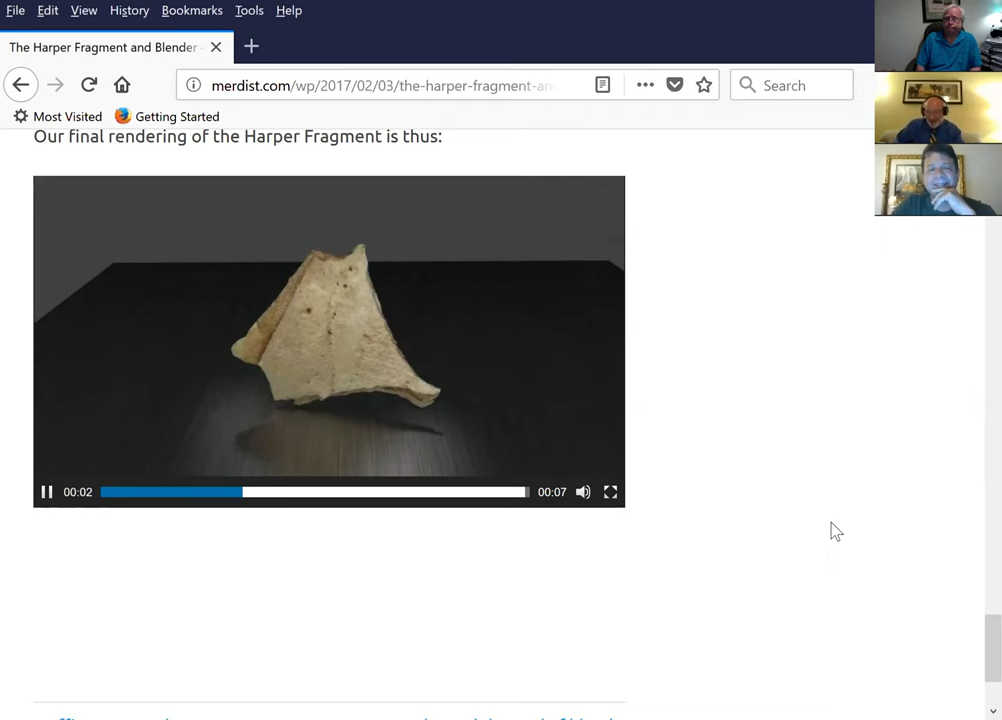 File Edit View History Bookmarks Tools Help
The Harper Fragment and Blender
merdist.com/wp/2017/02/03/the-harper-fragment-an
Search
Most Visited Getting Started
Our final rendering of the Harper Fragment is thus:
00:02 00:07